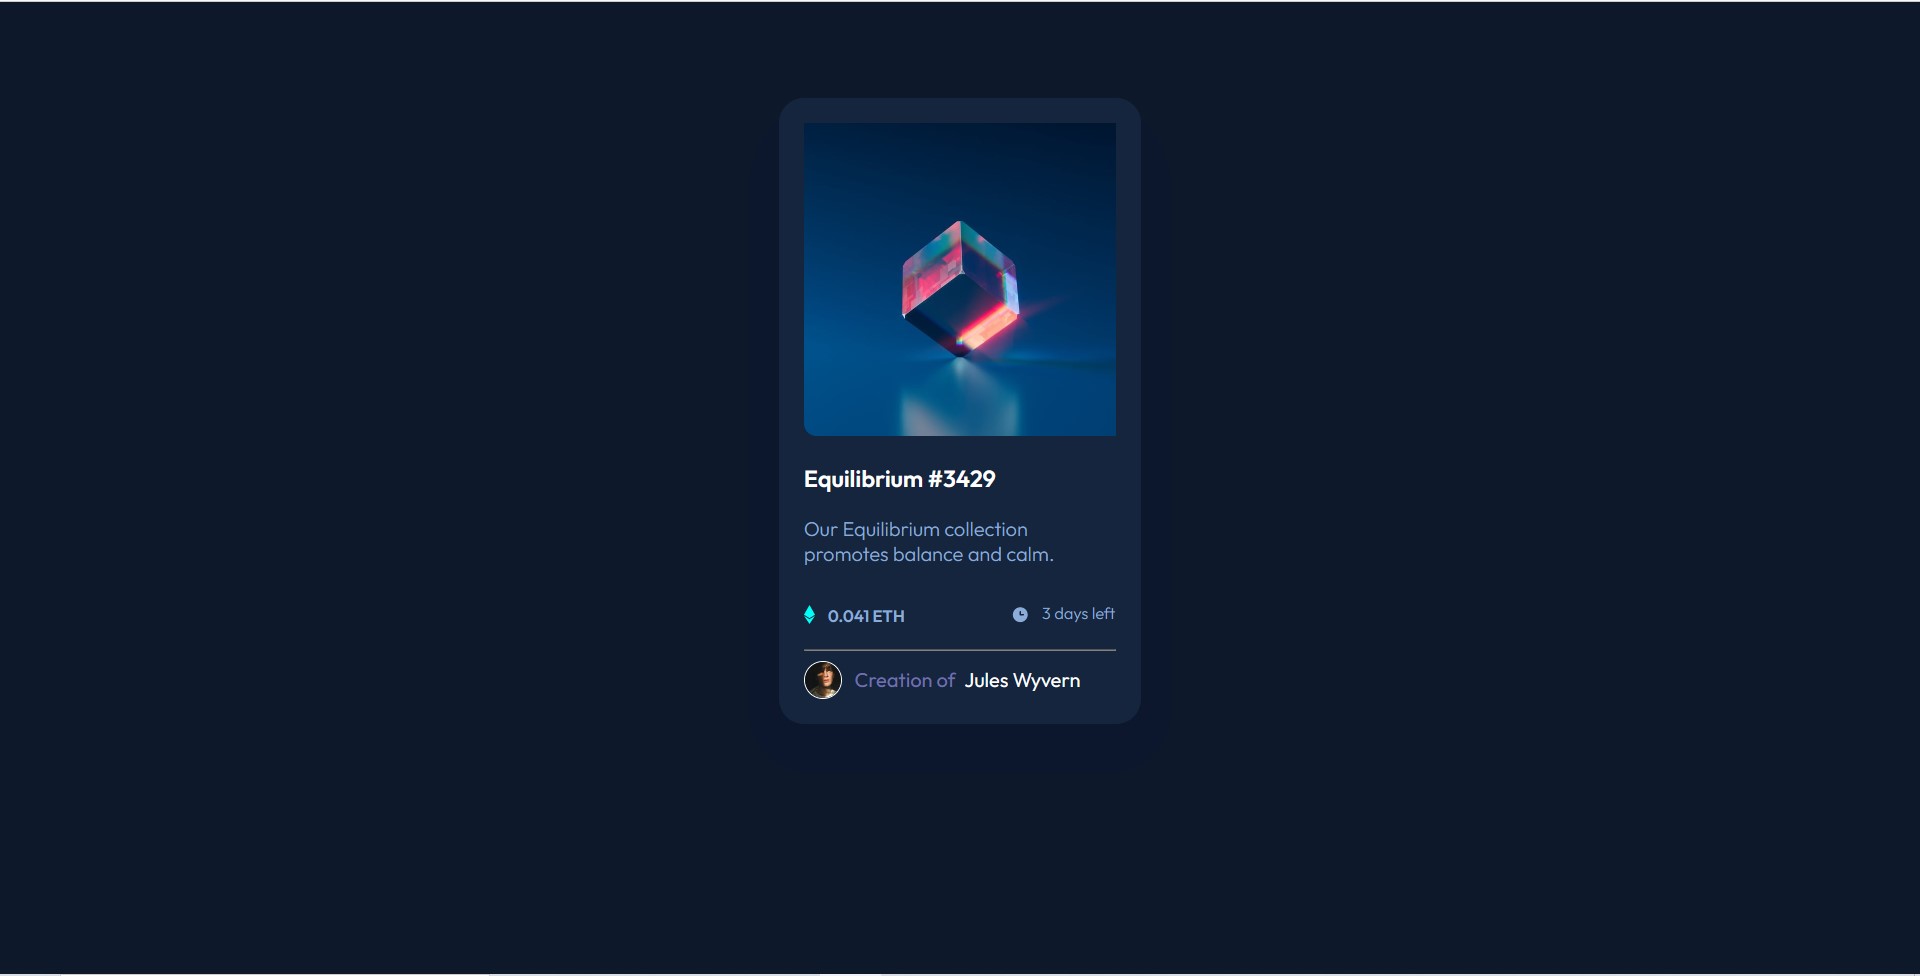 Equilibrium #3429
Our Equilibrium collection
promotes balance and calm.
0.041 ETH
3 days left
Creation of Jules Wyvern